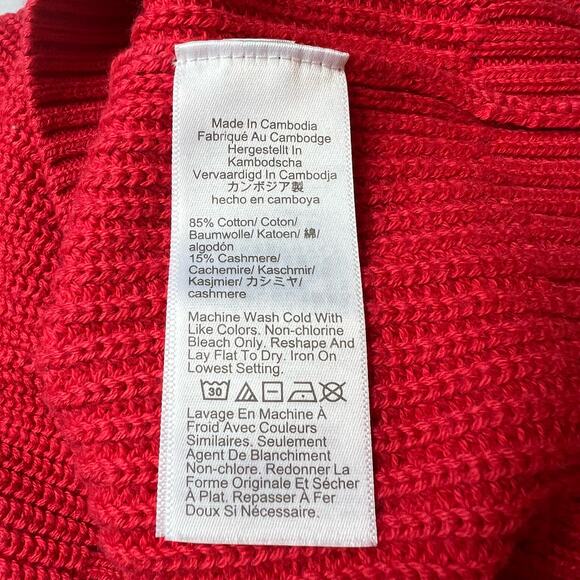 Made In Cambodia
Fabriqué Au Cambodge
Hergestellt In
Kambodscha
Vervaardigd In Cambodja
カンボジア製
hecho en camboya
85% Cotton/ Coton/
Baumwolle/ Katoen/ 綿/
algodón
15% Cashmere/
Cachemire/ Kaschmir/
Kasjmier/ カシミヤ/
cashmere
Machine Wash Cold With
Like Colors. Non-chlorine
Bleach Only. Reshape And
Lay Flat To Dry. Iron On
Lowest Setting.
30
Lavage En Machine À
Froid Avec Couleurs
Similaires. Seulement
Agent De Blanchiment
Non-chlore. Redonner La
Forme Originale Et Sécher
À Plat. Repasser À Fer
Doux Si Nécessaire.